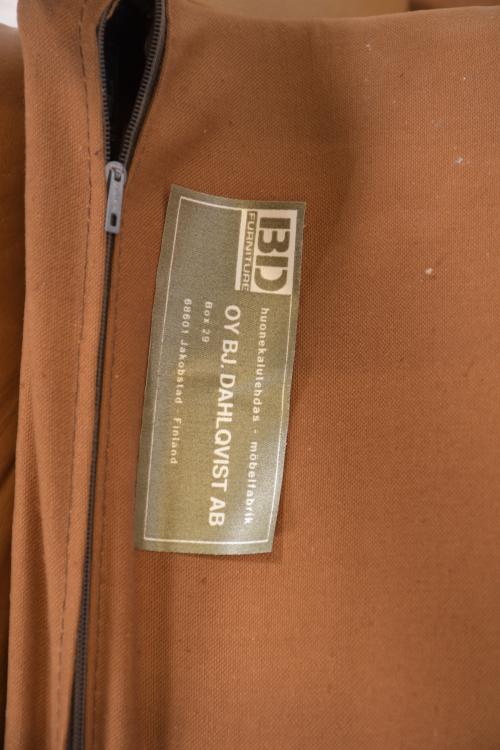 BD
FURNITURE
huonekalutehdas - möbelfabrik
OY BJ. DAHLQVIST AB
Box 29
68601 Jakobstad - Finland